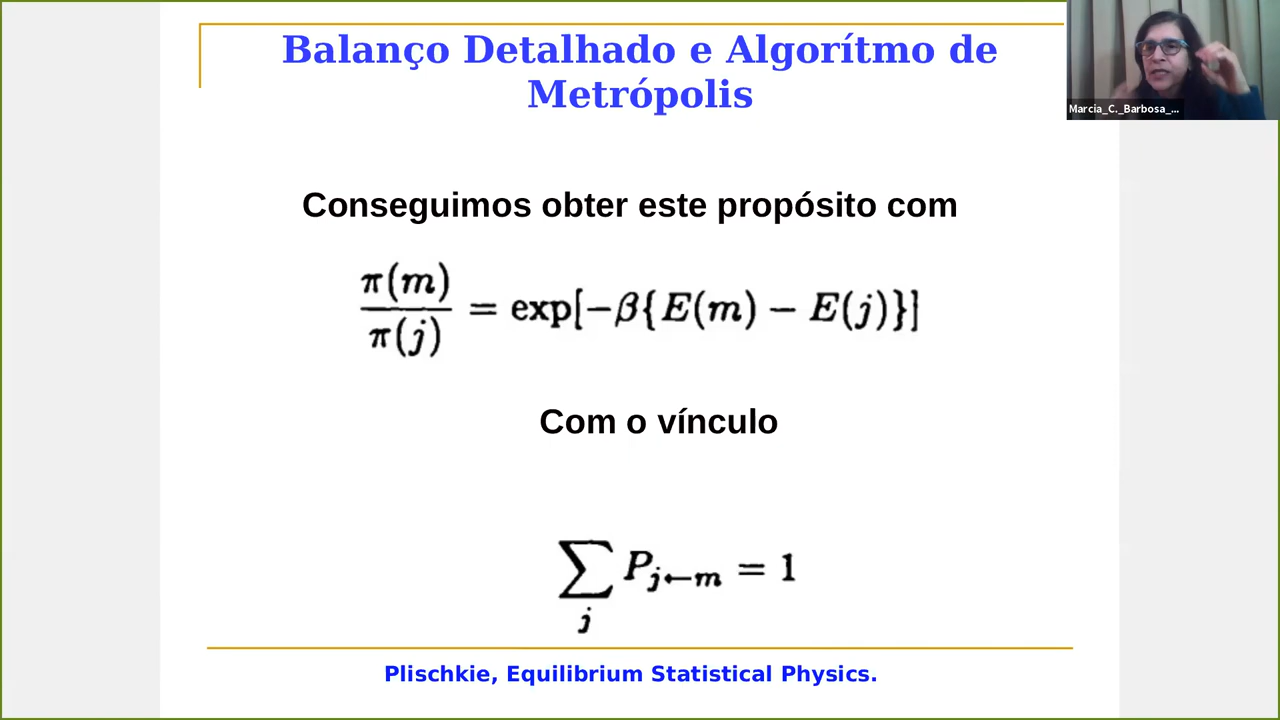 Balanço Detalhado e Algorítmo de
Metrópolis
Marcia_C._Barbosa_...
Conseguimos obter este propósito com
π(m)/π(j) = exp[−β{E(m) − E(j)}]
Com o vínculo
∑_j P_{j←m} = 1
Plischkie, Equilibrium Statistical Physics.